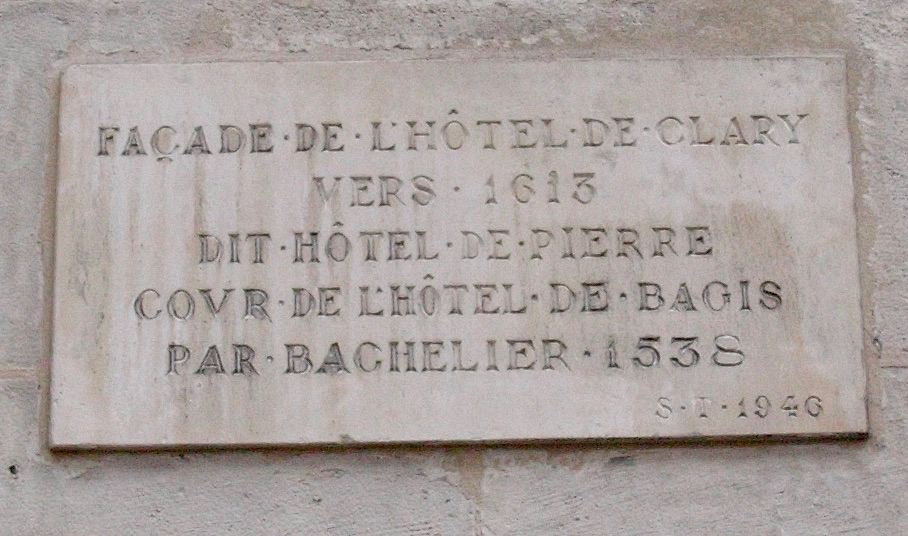 FAÇADE·DE·L'HÔTEL·DE·CLARY
VERS·1613
DIT·HÔTEL·DE·PIERRE
COVR·DE L'HÔTEL·DE·BAGIS
PAR·BACHELIER·1538
S·T·1946